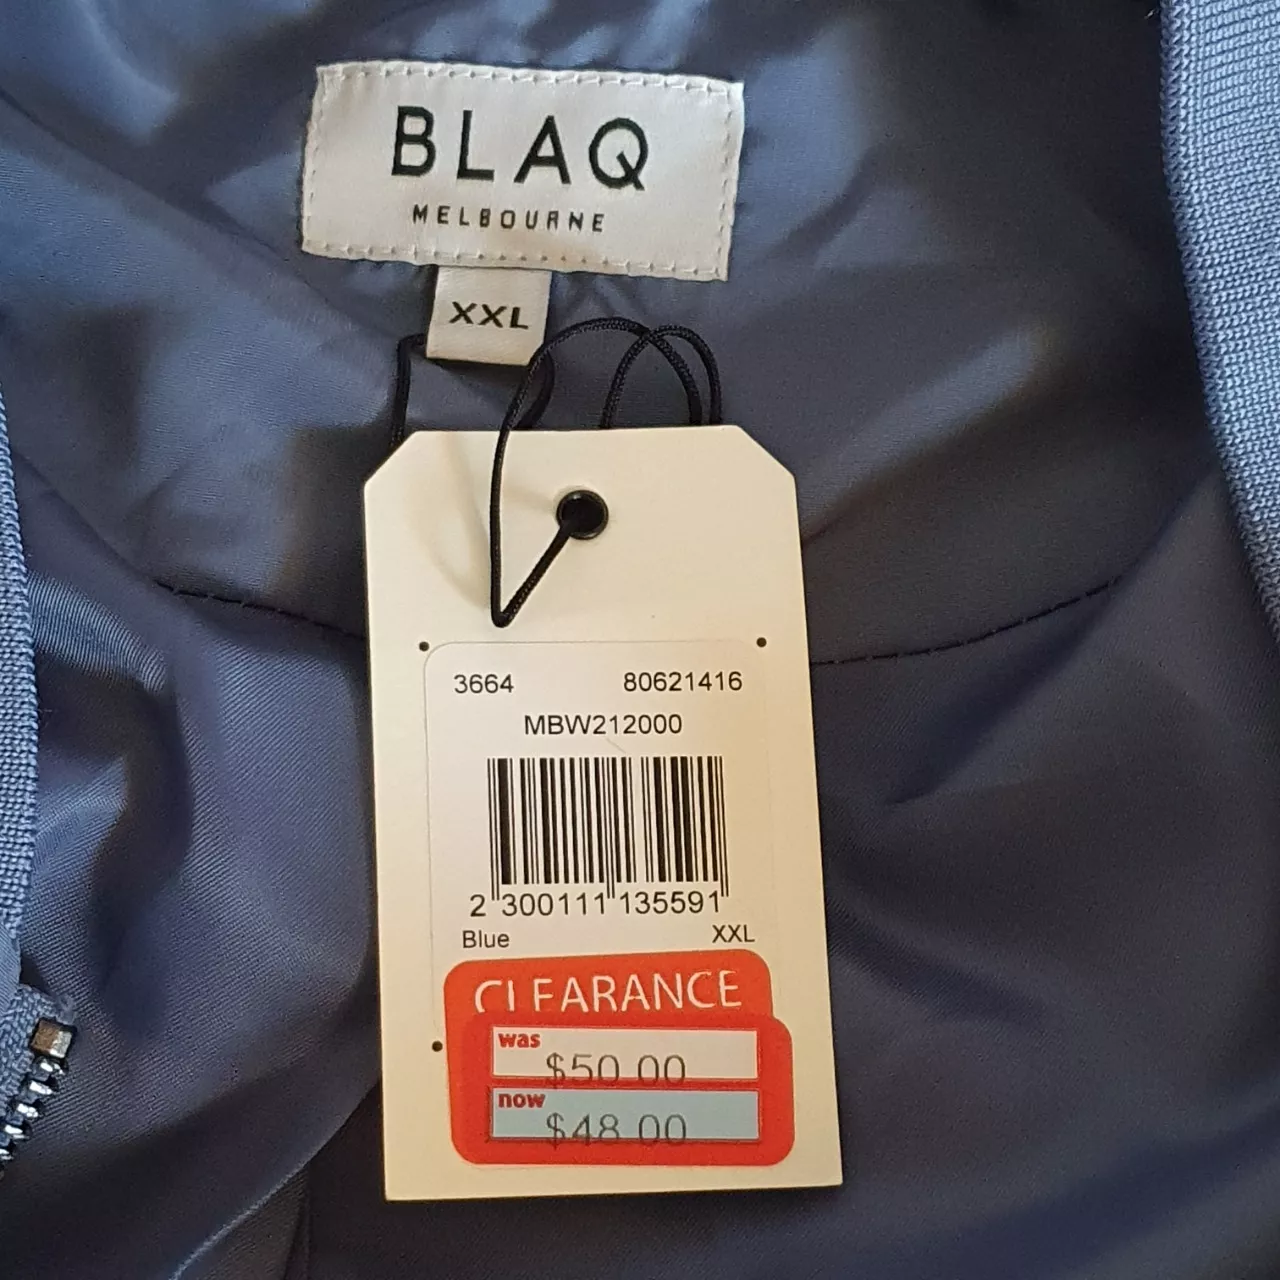 BLAQ
MELBOURNE
XXL
3664 80621416
MBW212000
2 300111 135591
Blue XXL
CLEARANCE
was
$50.00
now
$48.00